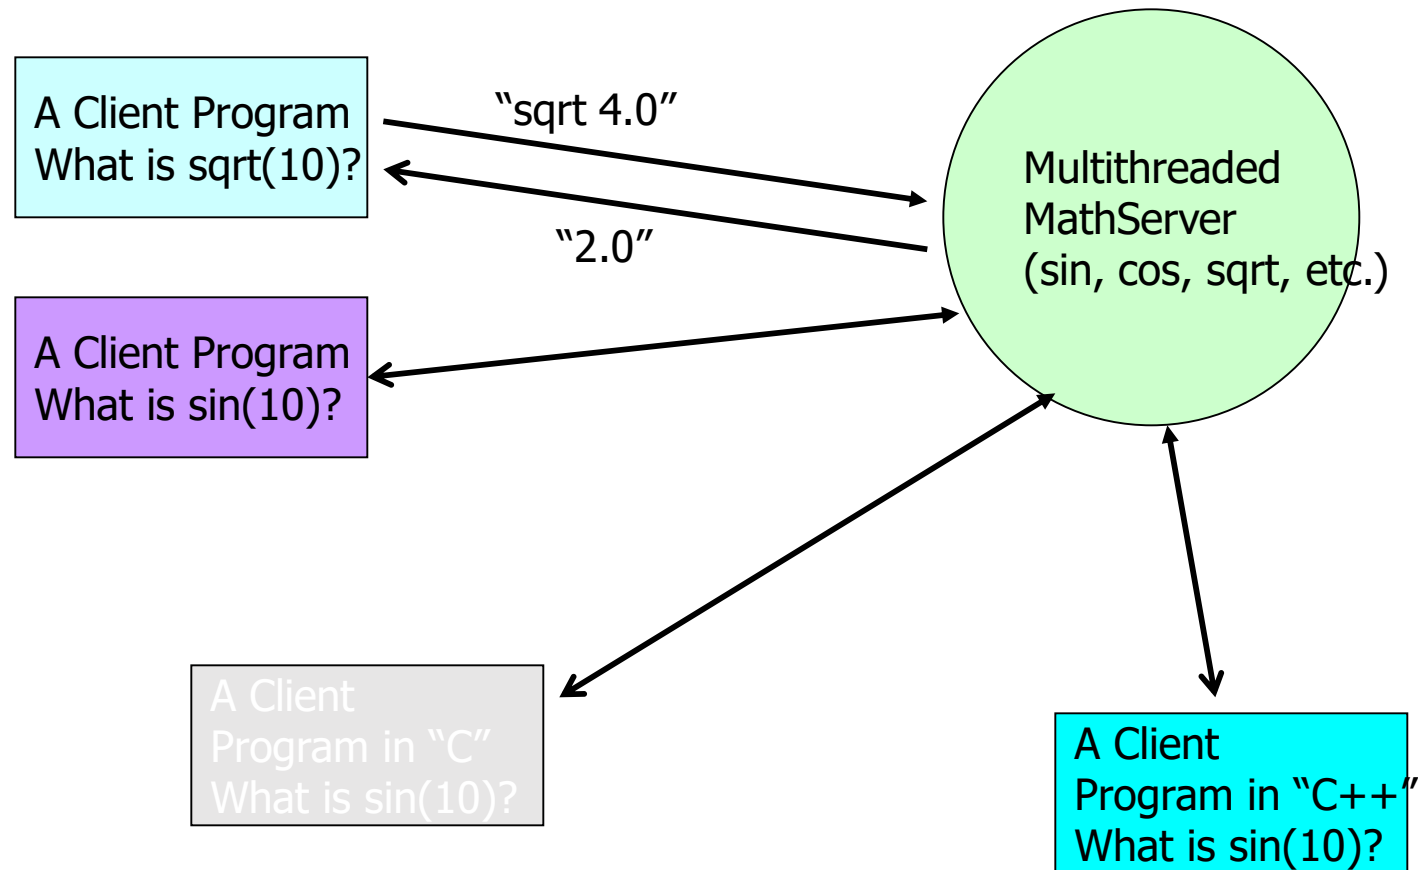 A Client Program
What is sqrt(10)?
“sqrt 4.0”
“2.0”
Multithreaded
MathServer
(sin, cos, sqrt, etc.)
A Client Program
What is sin(10)?
A Client
Program in “C”
What is sin(10)?
A Client
Program in “C++”
What is sin(10)?